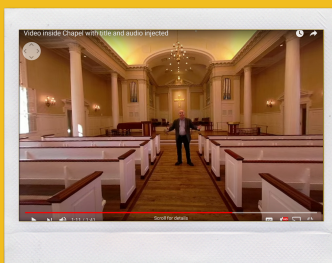 Video inside Chapel with title and audio injected
Scroll for details